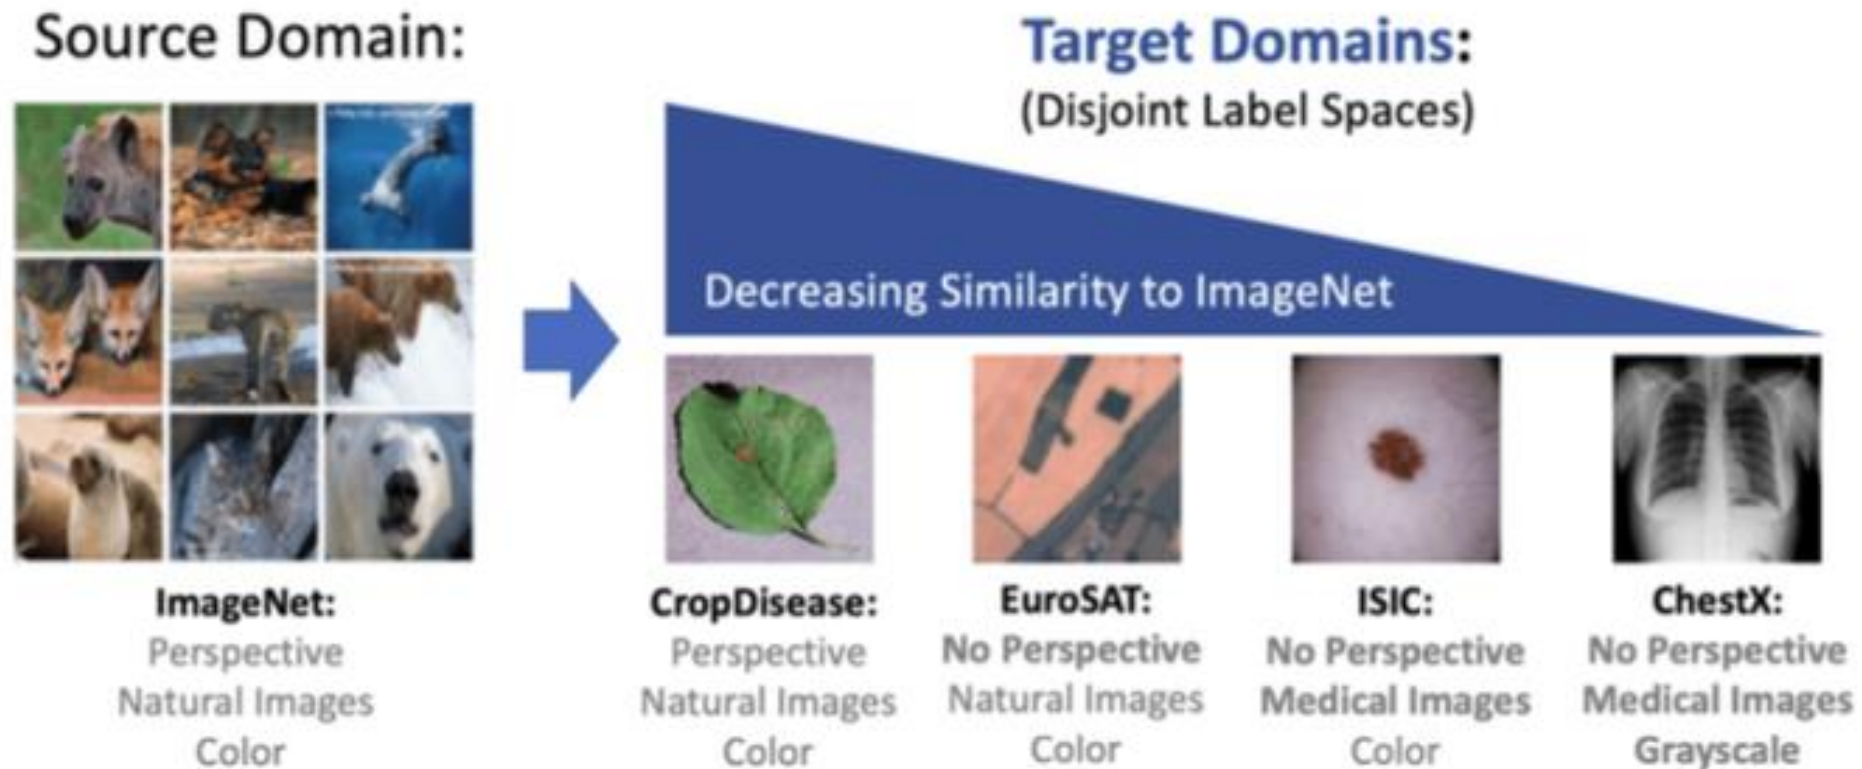 Source Domain:
Target Domains:
(Disjoint Label Spaces)
Decreasing Similarity to ImageNet
ImageNet:
Perspective
Natural Images
Color
CropDisease:
Perspective
Natural Images
Color
EuroSAT:
No Perspective
Natural Images
Color
ISIC:
No Perspective
Medical Images
Color
ChestX:
No Perspective
Medical Images
Grayscale